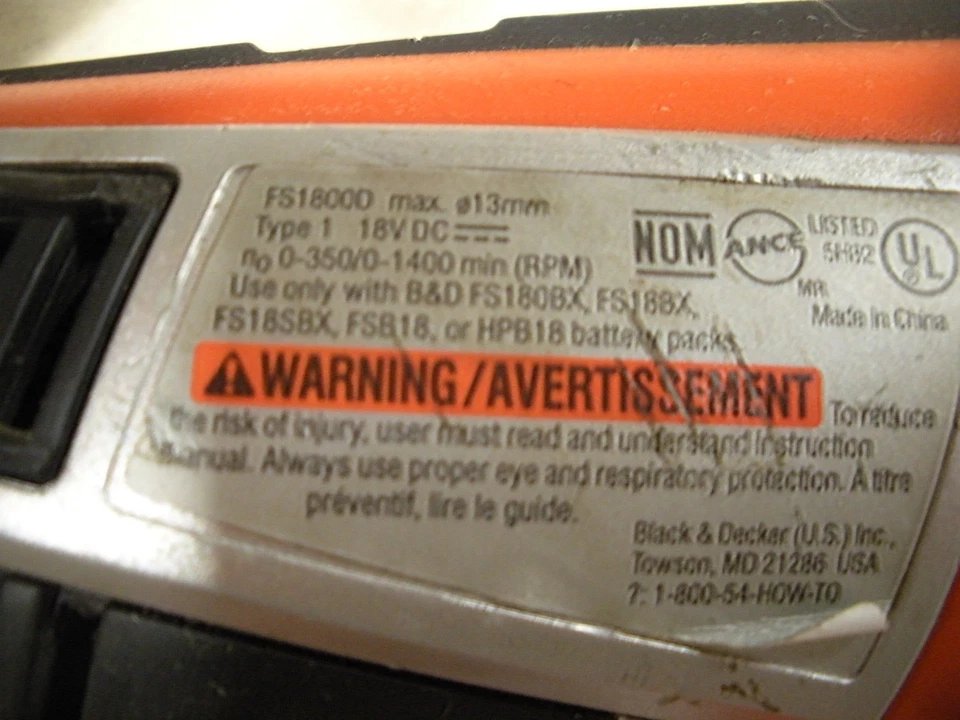 FS1800D max. ø13mm
Type 1 18V DC
n₀ 0-350/0-1400 min (RPM)
Use only with B&D FS180BX, FS18BX,
FS18SBX, FSB18, or HPB18 battery packs.
NOM
ANCE
LISTED
5HB2
UL
MR
Made in China
WARNING/AVERTISSEMENT To reduce
the risk of injury, user must read and understand instruction
manual. Always use proper eye and respiratory protection. À titre
préventif, lire le guide.
Black & Decker (U.S.) Inc.,
Towson, MD 21286 USA
?: 1-800-54-HOW-TO